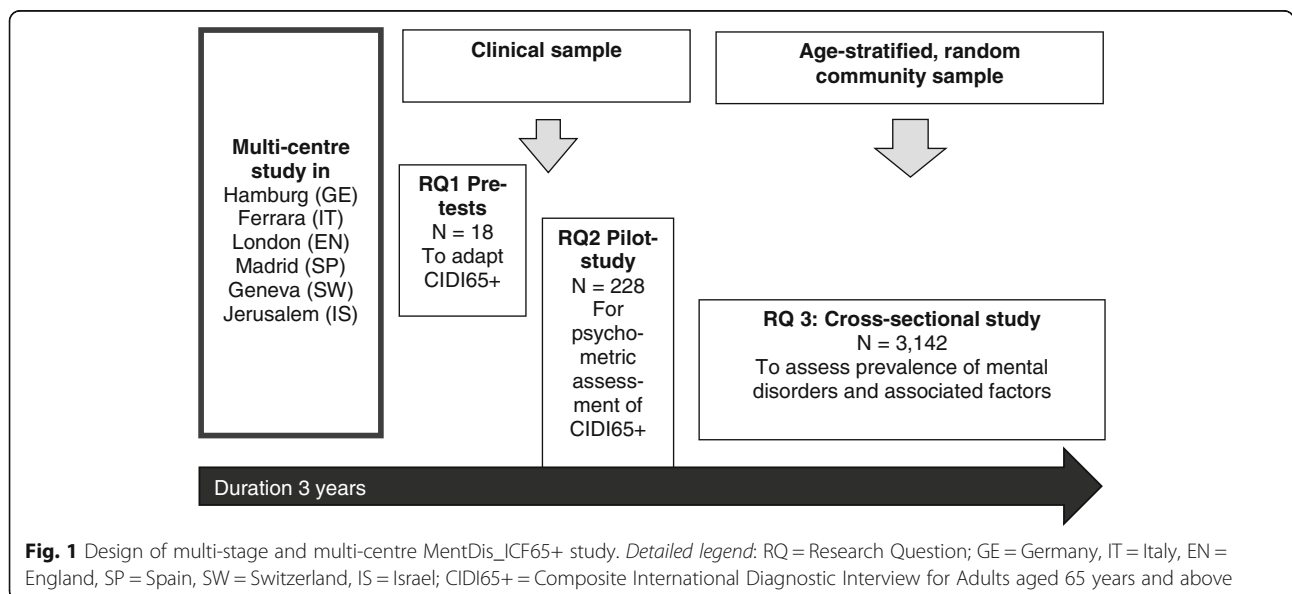 Clinical sample
Age-stratified, random
community sample
Multi-centre
study in
Hamburg (GE)
Ferrara (IT)
London (EN)
Madrid (SP)
Geneva (SW)
Jerusalem (IS)
RQ1 Pre-
tests
N = 18
To adapt
CIDI65+
RQ2 Pilot-
study
N = 228
For
psycho-
metric
assess-
ment of
CIDI65+
RQ 3: Cross-sectional study
N = 3,142
To assess prevalence of mental
disorders and associated factors
Duration 3 years
Fig. 1 Design of multi-stage and multi-centre MentDis_ICF65+ study. Detailed legend: RQ = Research Question; GE = Germany, IT = Italy, EN =
England, SP = Spain, SW = Switzerland, IS = Israel; CIDI65+ = Composite International Diagnostic Interview for Adults aged 65 years and above